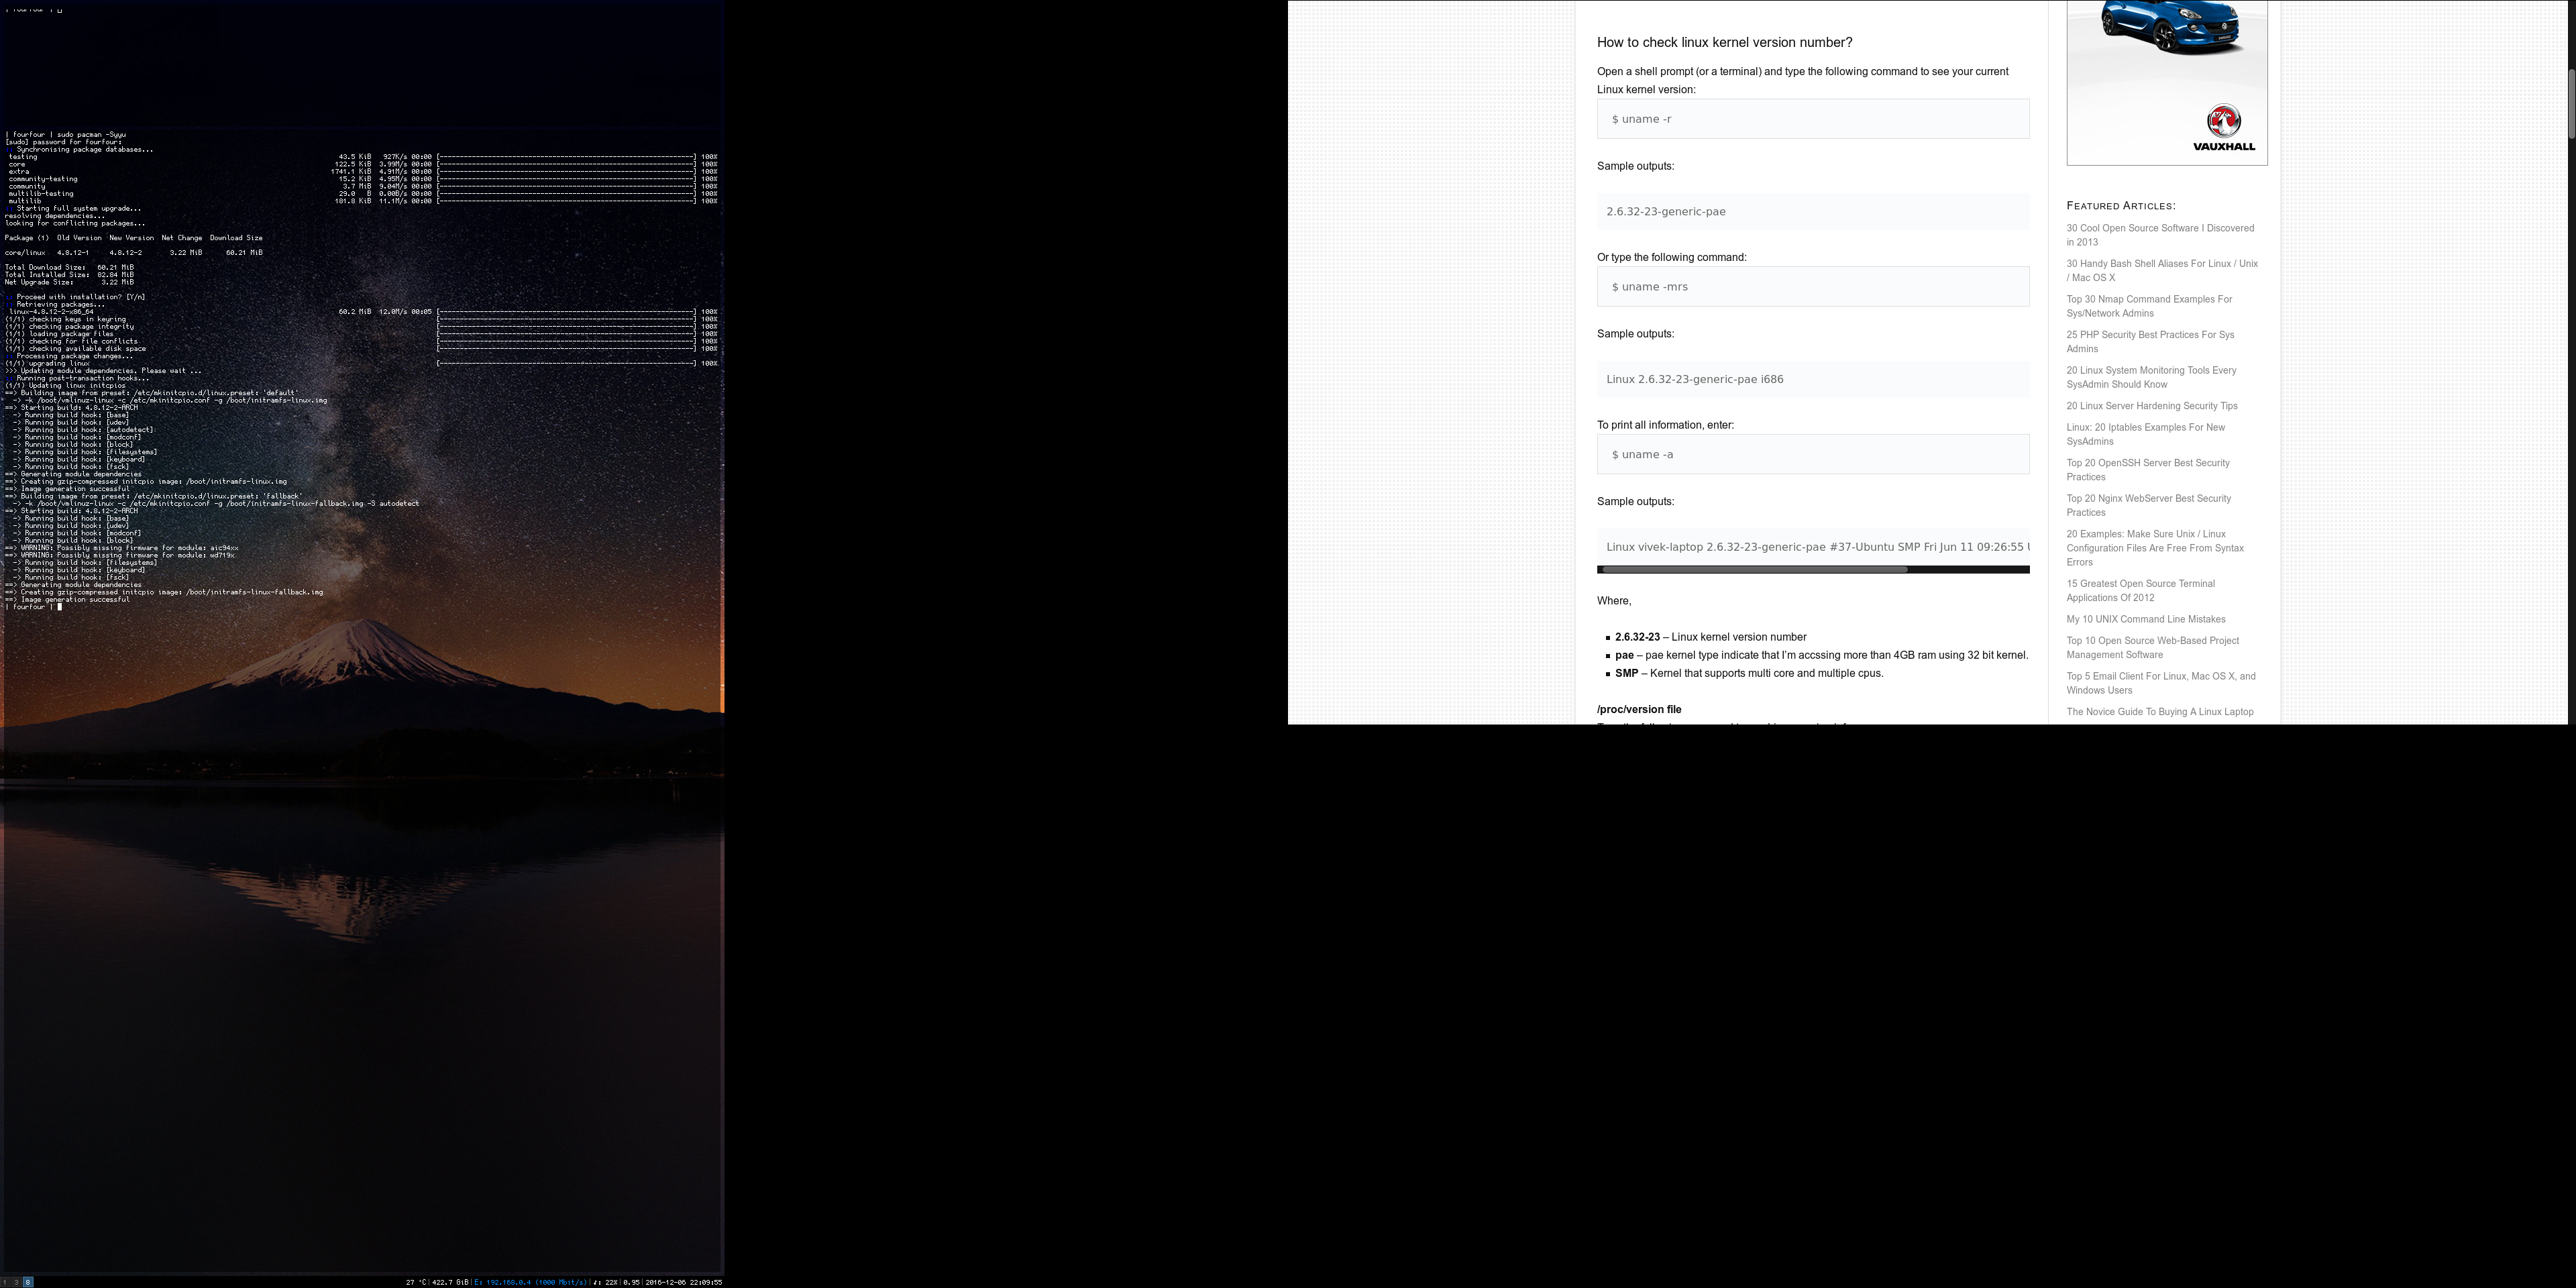 | fourfour |
| fourfour | sudo pacman -Syyu
[sudo] password for fourfour:
:: Synchronising package databases...
testing 43.5 KiB 927K/s 00:00 [----------------------------------------------------------------] 100%
core 122.5 KiB 3.99M/s 00:00 [----------------------------------------------------------------] 100%
extra 1741.1 KiB 4.91M/s 00:00 [----------------------------------------------------------------] 100%
community-testing 15.2 KiB 4.95M/s 00:00 [----------------------------------------------------------------] 100%
community 3.7 MiB 9.04M/s 00:00 [----------------------------------------------------------------] 100%
multilib-testing 29.0 B 0.00B/s 00:00 [----------------------------------------------------------------] 100%
multilib 181.8 KiB 11.1M/s 00:00 [----------------------------------------------------------------] 100%
:: Starting full system upgrade...
resolving dependencies...
looking for conflicting packages...
Package (1) Old Version New Version Net Change Download Size
core/linux 4.8.12-1 4.8.12-2 3.22 MiB 60.21 MiB
Total Download Size: 60.21 MiB
Total Installed Size: 82.84 MiB
Net Upgrade Size: 3.22 MiB
:: Proceed with installation? [Y/n]
:: Retrieving packages...
linux-4.8.12-2-x86_64 60.2 MiB 12.0M/s 00:05 [----------------------------------------------------------------] 100%
(1/1) checking keys in keyring [----------------------------------------------------------------] 100%
(1/1) checking package integrity [----------------------------------------------------------------] 100%
(1/1) loading package files [----------------------------------------------------------------] 100%
(1/1) checking for file conflicts [----------------------------------------------------------------] 100%
(1/1) checking available disk space [----------------------------------------------------------------] 100%
:: Processing package changes...
(1/1) upgrading linux [----------------------------------------------------------------] 100%
>>> Updating module dependencies. Please wait ...
:: Running post-transaction hooks...
(1/1) Updating linux initcpios
==> Building image from preset: /etc/mkinitcpio.d/linux.preset: 'default'
-> -k /boot/vmlinuz-linux -c /etc/mkinitcpio.conf -g /boot/initramfs-linux.img
==> Starting build: 4.8.12-2-ARCH
-> Running build hook: [base]
-> Running build hook: [udev]
-> Running build hook: [autodetect]
-> Running build hook: [modconf]
-> Running build hook: [block]
-> Running build hook: [filesystems]
-> Running build hook: [keyboard]
-> Running build hook: [fsck]
==> Generating module dependencies
==> Creating gzip-compressed initcpio image: /boot/initramfs-linux.img
==> Image generation successful
==> Building image from preset: /etc/mkinitcpio.d/linux.preset: 'fallback'
-> -k /boot/vmlinuz-linux -c /etc/mkinitcpio.conf -g /boot/initramfs-linux-fallback.img -S autodetect
==> Starting build: 4.8.12-2-ARCH
-> Running build hook: [base]
-> Running build hook: [udev]
-> Running build hook: [modconf]
-> Running build hook: [block]
==> WARNING: Possibly missing firmware for module: aic94xx
==> WARNING: Possibly missing firmware for module: wd719x
-> Running build hook: [filesystems]
-> Running build hook: [keyboard]
-> Running build hook: [fsck]
==> Generating module dependencies
==> Creating gzip-compressed initcpio image: /boot/initramfs-linux-fallback.img
==> Image generation successful
| fourfour |
1 3 8
27 °C | 422.7 GiB | E: 192.168.0.4 (1000 Mbit/s) | ♪: 22% | 0.95 | 2016-12-06 22:09:55
How to check linux kernel version number?
Open a shell prompt (or a terminal) and type the following command to see your current
Linux kernel version:
$ uname -r
Sample outputs:
2.6.32-23-generic-pae
Or type the following command:
$ uname -mrs
Sample outputs:
Linux 2.6.32-23-generic-pae i686
To print all information, enter:
$ uname -a
Sample outputs:
Linux vivek-laptop 2.6.32-23-generic-pae #37-Ubuntu SMP Fri Jun 11 09:26:55
Where,
▪ 2.6.32-23 – Linux kernel version number
▪ pae – pae kernel type indicate that I'm accssing more than 4GB ram using 32 bit kernel.
▪ SMP – Kernel that supports multi core and multiple cpus.
/proc/version file
VAUXHALL
FEATURED ARTICLES:
30 Cool Open Source Software I Discovered
in 2013
30 Handy Bash Shell Aliases For Linux / Unix
/ Mac OS X
Top 30 Nmap Command Examples For
Sys/Network Admins
25 PHP Security Best Practices For Sys
Admins
20 Linux System Monitoring Tools Every
SysAdmin Should Know
20 Linux Server Hardening Security Tips
Linux: 20 Iptables Examples For New
SysAdmins
Top 20 OpenSSH Server Best Security
Practices
Top 20 Nginx WebServer Best Security
Practices
20 Examples: Make Sure Unix / Linux
Configuration Files Are Free From Syntax
Errors
15 Greatest Open Source Terminal
Applications Of 2012
My 10 UNIX Command Line Mistakes
Top 10 Open Source Web-Based Project
Management Software
Top 5 Email Client For Linux, Mac OS X, and
Windows Users
The Novice Guide To Buying A Linux Laptop